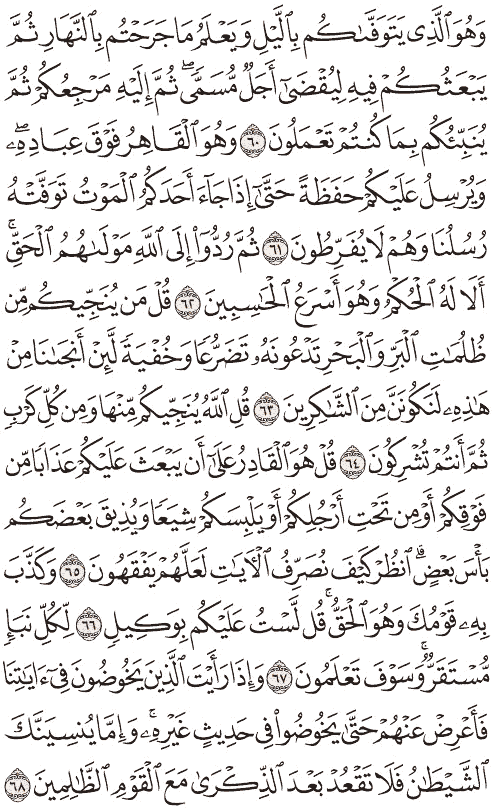 وَهُوَ ٱلَّذِي يَتَوَفَّىٰكُم بِٱلَّيۡلِ وَيَعۡلَمُ مَا جَرَحۡتُم بِٱلنَّهَارِ ثُمَّ
يَبۡعَثُكُمۡ فِيهِ لِيُقۡضَىٰٓ أَجَلٞ مُّسَمّٗىۖ ثُمَّ إِلَيۡهِ مَرۡجِعُكُمۡ ثُمَّ
يُنَبِّئُكُم بِمَا كُنتُمۡ تَعۡمَلُونَ ٦٠ وَهُوَ ٱلۡقَاهِرُ فَوۡقَ عِبَادِهِۦۖ
وَيُرۡسِلُ عَلَيۡكُمۡ حَفَظَةً حَتَّىٰٓ إِذَا جَآءَ أَحَدَكُمُ ٱلۡمَوۡتُ تَوَفَّتۡهُ
رُسُلُنَا وَهُمۡ لَا يُفَرِّطُونَ ٦١ ثُمَّ رُدُّوٓاْ إِلَى ٱللَّهِ مَوۡلَىٰهُمُ ٱلۡحَقِّۚ
أَلَا لَهُ ٱلۡحُكۡمُ وَهُوَ أَسۡرَعُ ٱلۡحَٰسِبِينَ ٦٢ قُلۡ مَن يُنَجِّيكُم مِّن
ظُلُمَٰتِ ٱلۡبَرِّ وَٱلۡبَحۡرِ تَدۡعُونَهُۥ تَضَرُّعٗا وَخُفۡيَةٗ لَّئِنۡ أَنجَىٰنَا مِنۡ
هَٰذِهِۦ لَنَكُونَنَّ مِنَ ٱلشَّٰكِرِينَ ٦٣ قُلِ ٱللَّهُ يُنَجِّيكُم مِّنۡهَا وَمِن كُلِّ كَرۡبٖ
ثُمَّ أَنتُمۡ تُشۡرِكُونَ ٦٤ قُلۡ هُوَ ٱلۡقَادِرُ عَلَىٰٓ أَن يَبۡعَثَ عَلَيۡكُمۡ عَذَابٗا مِّن
فَوۡقِكُمۡ أَوۡ مِن تَحۡتِ أَرۡجُلِكُمۡ أَوۡ يَلۡبِسَكُمۡ شِيَعٗا وَيُذِيقَ بَعۡضَكُم
بَأۡسَ بَعۡضٍۗ ٱنظُرۡ كَيۡفَ نُصَرِّفُ ٱلۡأٓيَٰتِ لَعَلَّهُمۡ يَفۡقَهُونَ ٦٥ وَكَذَّبَ
بِهِۦ قَوۡمُكَ وَهُوَ ٱلۡحَقُّۚ قُل لَّسۡتُ عَلَيۡكُم بِوَكِيلٖ ٦٦ لِّكُلِّ نَبَإٖ
مُّسۡتَقَرّٞۚ وَسَوۡفَ تَعۡلَمُونَ ٦٧ وَإِذَا رَأَيۡتَ ٱلَّذِينَ يَخُوضُونَ فِيٓ ءَايَٰتِنَا
فَأَعۡرِضۡ عَنۡهُمۡ حَتَّىٰ يَخُوضُواْ فِي حَدِيثٍ غَيۡرِهِۦۚ وَإِمَّا يُنسِيَنَّكَ
ٱلشَّيۡطَٰنُ فَلَا تَقۡعُدۡ بَعۡدَ ٱلذِّكۡرَىٰ مَعَ ٱلۡقَوۡمِ ٱلظَّٰلِمِينَ ٦٨